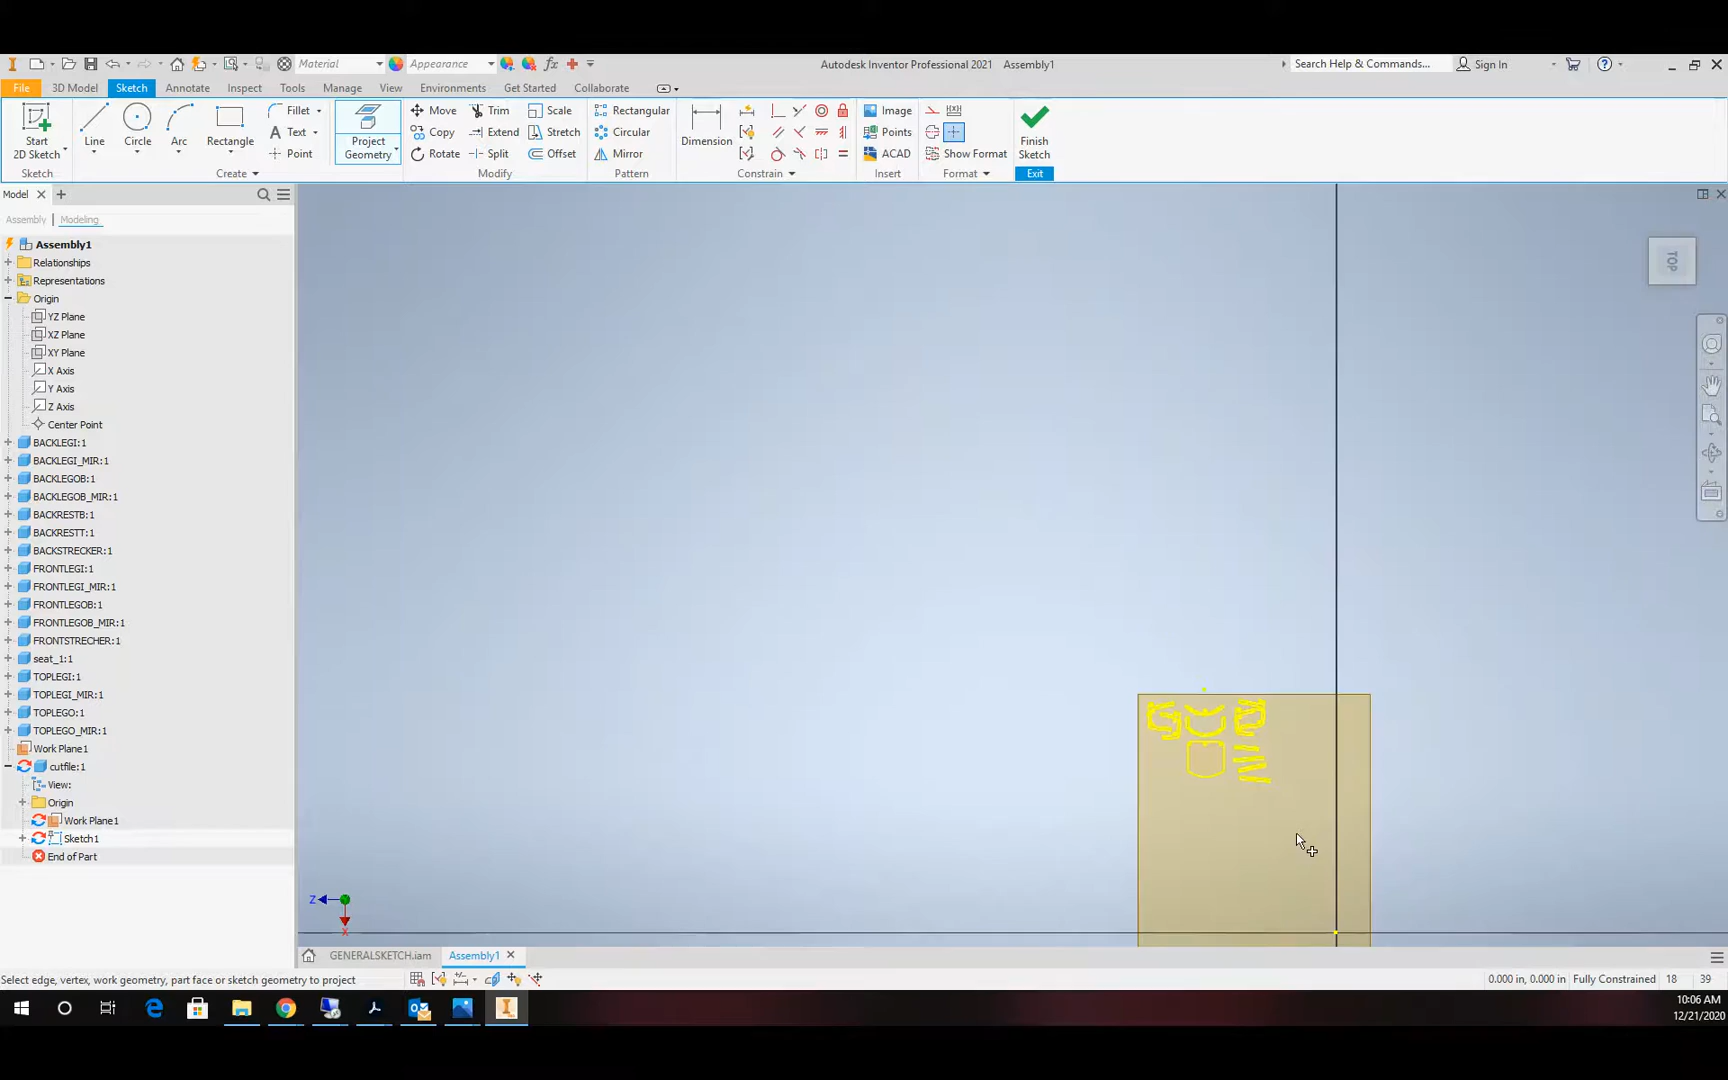 Material
Appearance
Autodesk Inventor Professional 2021 Assembly1
Search Help & Commands...
Sign In
File
3D Model
Sketch
Annotate
Inspect
Tools
Manage
View
Environments
Get Started
Collaborate
Start
2D Sketch
Line
Circle
Arc
Rectangle
Fillet
Text
Point
Project
Geometry
Move
Copy
Rotate
Trim
Extend
Split
Scale
Stretch
Offset
Rectangular
Circular
Mirror
Dimension
Image
Points
ACAD
Show Format
Finish
Sketch
Sketch
Create
Modify
Pattern
Constrain
Insert
Format
Exit
Model
Assembly
Modeling
Assembly1
Relationships
Representations
Origin
YZ Plane
XZ Plane
XY Plane
X Axis
Y Axis
Z Axis
Center Point
BACKLEGI:1
BACKLEGI_MIR:1
BACKLEGOB:1
BACKLEGOB_MIR:1
BACKRESTB:1
BACKRESTT:1
BACKSTRECKER:1
FRONTLEGI:1
FRONTLEGI_MIR:1
FRONTLEGOB:1
FRONTLEGOB_MIR:1
FRONTSTRECHER:1
seat_1:1
TOPLEGI:1
TOPLEGI_MIR:1
TOPLEGO:1
TOPLEGO_MIR:1
Work Plane1
cutfile:1
View:
Origin
Work Plane1
Sketch1
End of Part
TOP
Z
X
GENERALSKETCH.iam
Assembly1
Select edge, vertex, work geometry, part face or sketch geometry to project
0.000 in, 0.000 in
Fully Constrained
18
39
10:06 AM
12/21/2020